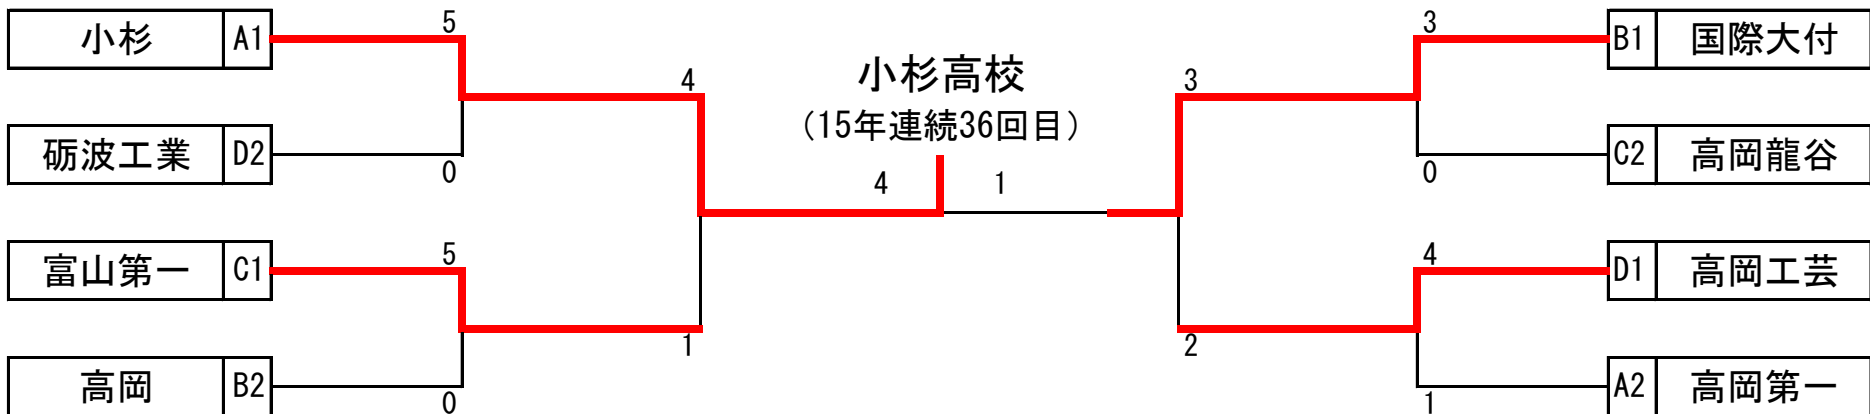 小杉 A1 5 3 B1 国際大付
4 小杉高校 3
(15年連続36回目)
砺波工業 D2 0 0 C2 高岡龍谷
4 1
富山第一 C1 5 4 D1 高岡工芸
1 2
高岡 B2 0 1 A2 高岡第一